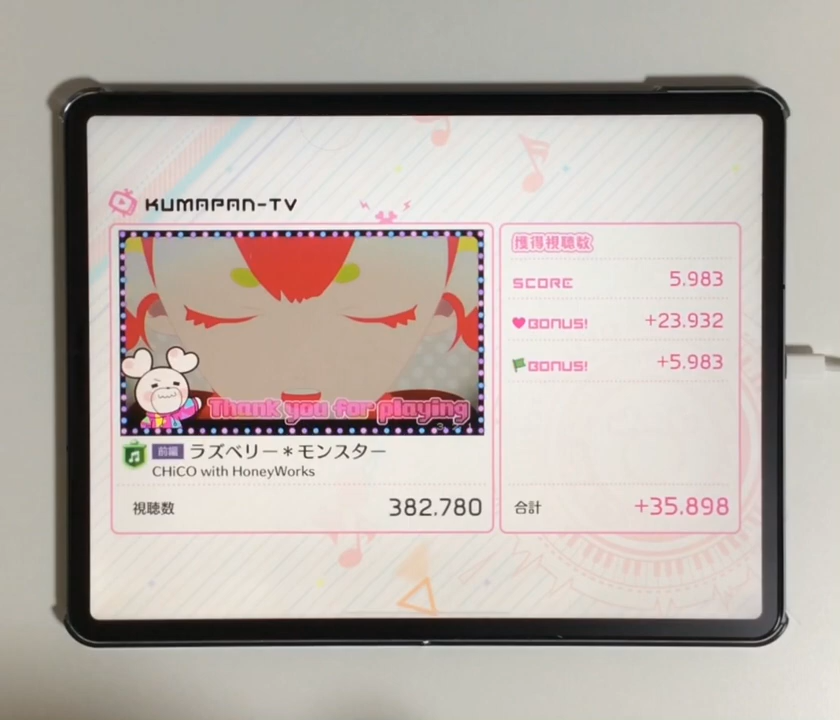 KUMAPAN-TV
Thank you for playing
前編 ラズベリー＊モンスター
CHiCO with HoneyWorks
視聴数 382.780
獲得視聴数
SCORE 5.983
BONUS! +23.932
BONUS! +5.983
合計 +35.898